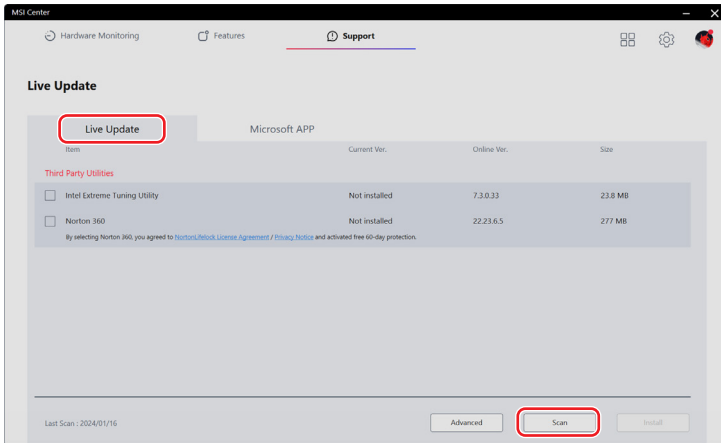 MSI Center
Hardware Monitoring Features Support
Live Update
Live Update Microsoft APP
Item Current Ver. Online Ver. Size
Third Party Utilities
Intel Extreme Tuning Utility Not installed 7.3.0.33 23.8 MB
Norton 360 Not installed 22.23.6.5 277 MB
By selecting Norton 360, you agreed to NortonLifelock License Agreement / Privacy Notice and activated free 60-day protection.
Last Scan : 2024/01/16 Advanced Scan Install